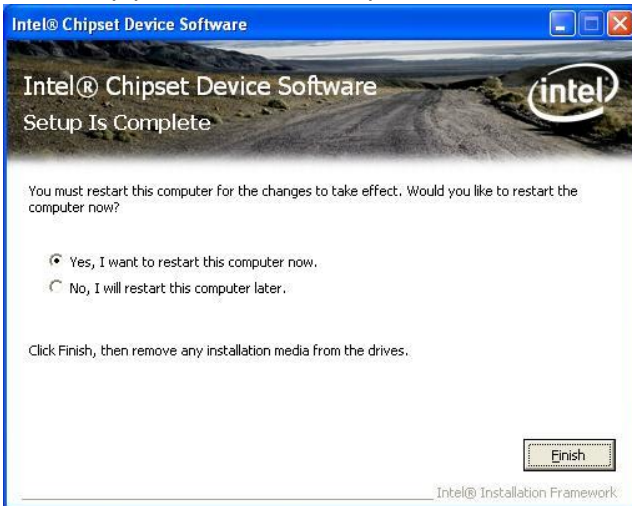 Intel® Chipset Device Software
Intel® Chipset Device Software
Setup Is Complete
intel
You must restart this computer for the changes to take effect. Would you like to restart the
computer now?
Yes, I want to restart this computer now.
No, I will restart this computer later.
Click Finish, then remove any installation media from the drives.
Finish
Intel® Installation Framework